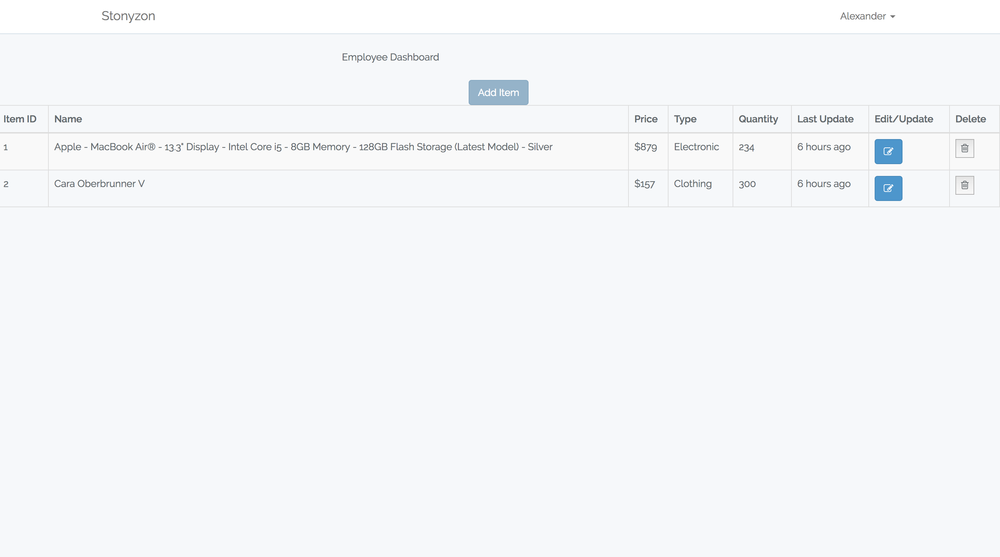 Stonyzon Alexander
Employee Dashboard
Add Item
Item ID Name Price Type Quantity Last Update Edit/Update Delete
1 Apple - MacBook Air® - 13.3" Display - Intel Core i5 - 8GB Memory - 128GB Flash Storage (Latest Model) - Silver $879 Electronic 234 6 hours ago
2 Cara Oberbrunner V $157 Clothing 300 6 hours ago